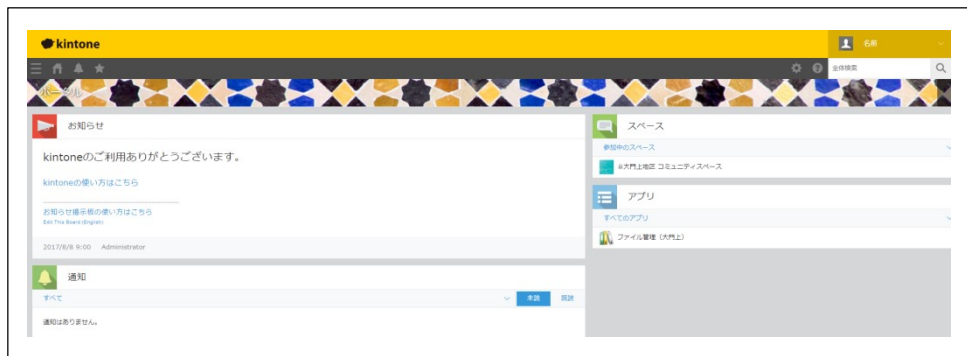 kintone
名前
全体検索
ポータル
お知らせ
kintoneのご利用ありがとうございます。
kintoneの使い方はこちら
お知らせ掲示板の使い方はこちら
Edit This Board (English)
2017/8/8 9:00 Administrator
通知
すべて
未読
既読
通知はありません。
スペース
参加中のスペース
※大門上地区 コミュニティスペース
アプリ
すべてのアプリ
ファイル管理（大門上）